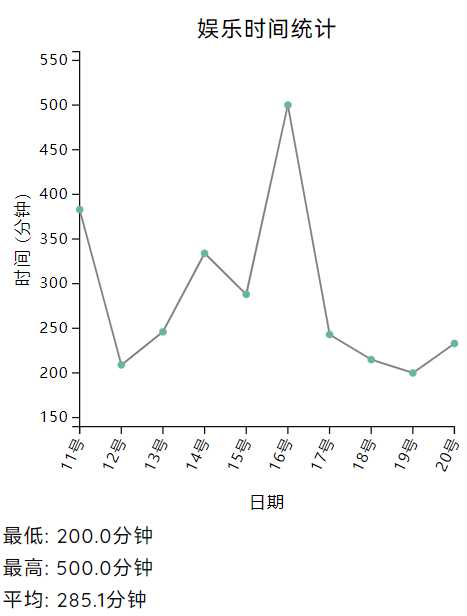 娱乐时间统计
550
500
450
400
350
300
250
200
150
时间 (分钟)
11号 12号 13号 14号 15号 16号 17号 18号 19号 20号
日期
最低: 200.0分钟
最高: 500.0分钟
平均: 285.1分钟